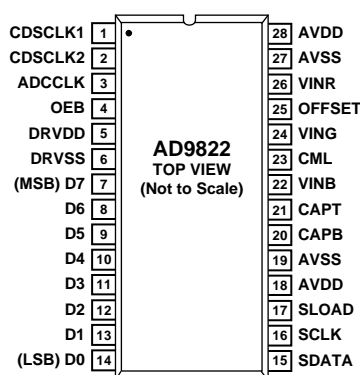 CDSCLK1 1
CDSCLK2 2
ADCCLK 3
OEB 4
DRVDD 5
DRVSS 6
(MSB) D7 7
D6 8
D5 9
D4 10
D3 11
D2 12
D1 13
(LSB) D0 14
AD9822
TOP VIEW
(Not to Scale)
28 AVDD
27 AVSS
26 VINR
25 OFFSET
24 VING
23 CML
22 VINB
21 CAPT
20 CAPB
19 AVSS
18 AVDD
17 SLOAD
16 SCLK
15 SDATA